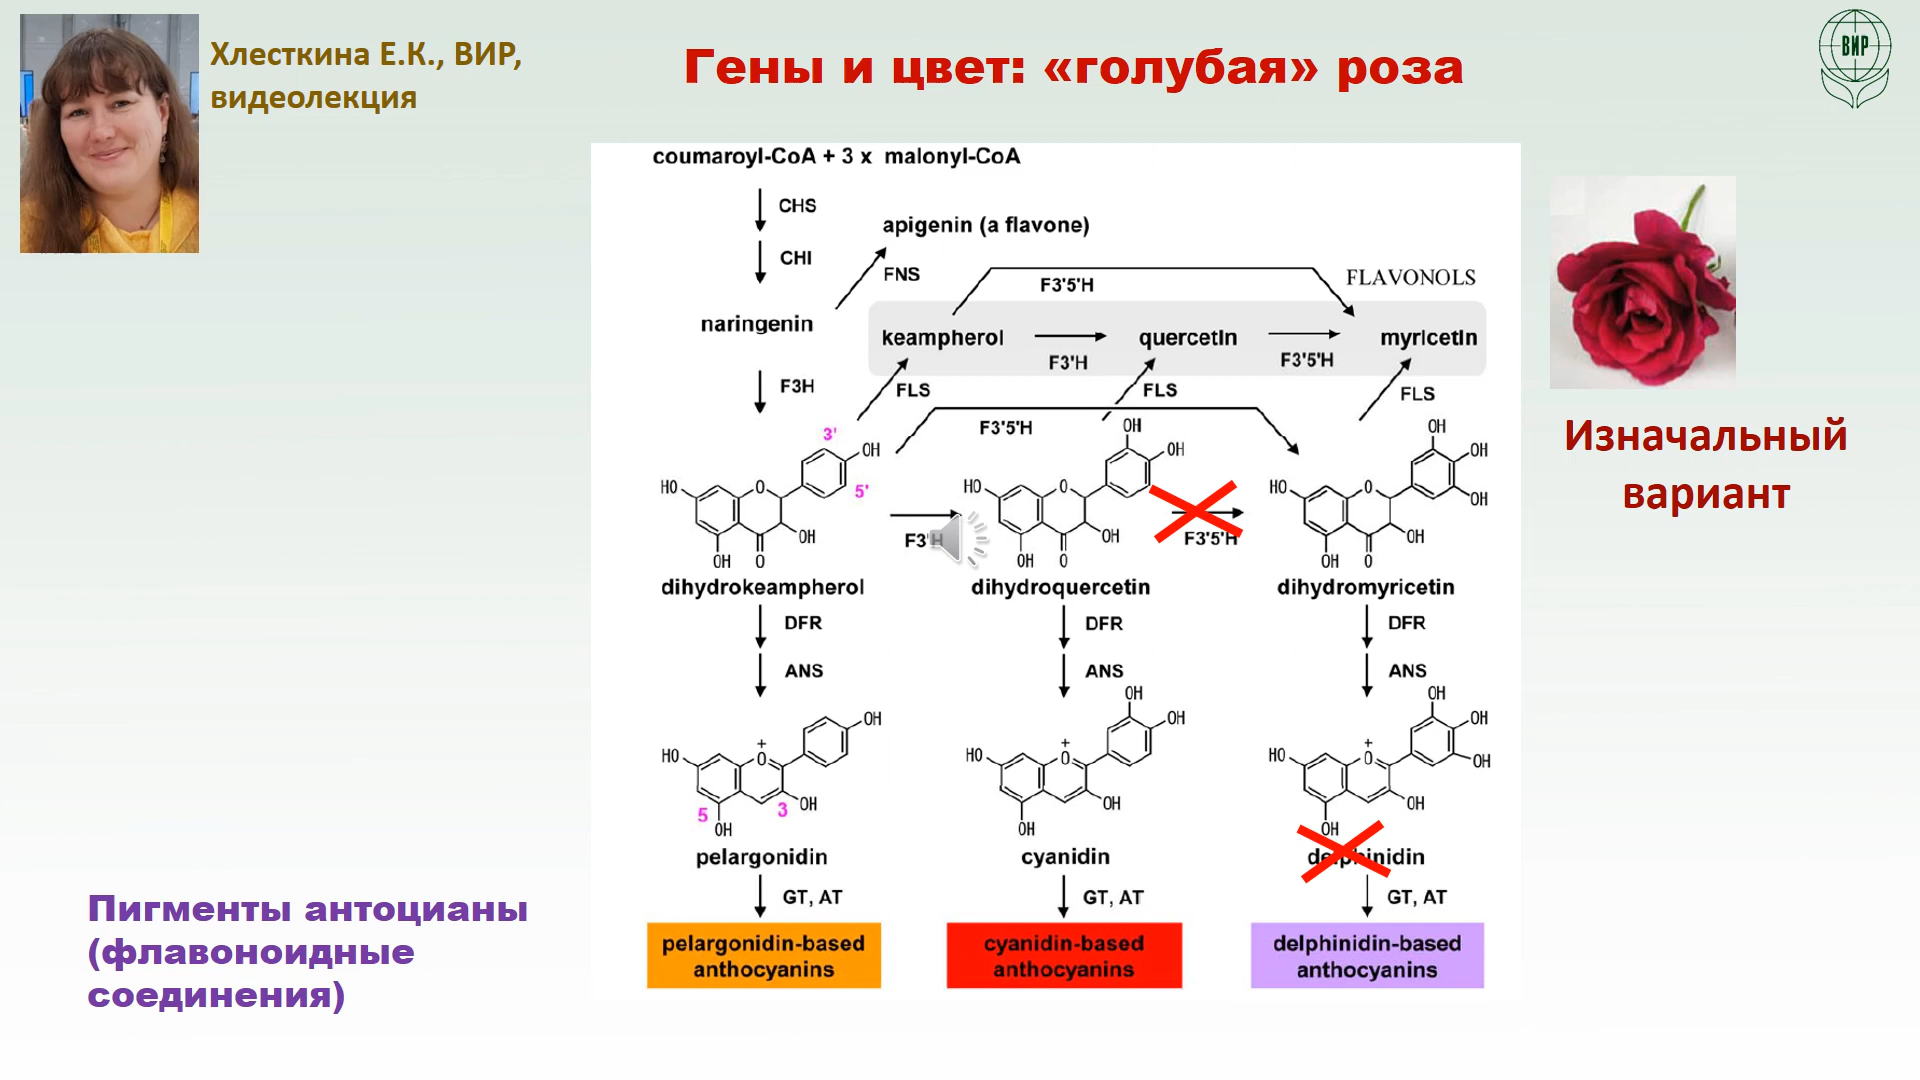 Хлесткина Е.К., ВИР,
видеолекция
Гены и цвет: «голубая» роза
ВИР
coumaroyl-CoA + 3 x malonyl-CoA
CHS
apigenin (a flavone)
CHI
FNS
F3'5'H
FLAVONOLS
naringenin
keampherol
quercetin
myricetin
F3'H
F3'5'H
F3H
FLS
FLS
FLS
F3'5'H
3'
OH
5'
HO
O
OH
OH
O
F3'H
OH
OH
HO
O
OH
OH
O
F3'5'H
OH
OH
OH
HO
O
OH
OH
O
Изначальный
вариант
dihydrokeampherol
dihydroquercetin
dihydromyricetin
DFR
DFR
DFR
ANS
ANS
ANS
OH
HO
+
O
OH
3
5
OH
OH
OH
HO
+
O
OH
OH
OH
OH
OH
HO
+
O
OH
OH
pelargonidin
cyanidin
delphinidin
GT, AT
GT, AT
GT, AT
pelargonidin-based
anthocyanins
cyanidin-based
anthocyanins
delphinidin-based
anthocyanins
Пигменты антоцианы
(флавоноидные
соединения)